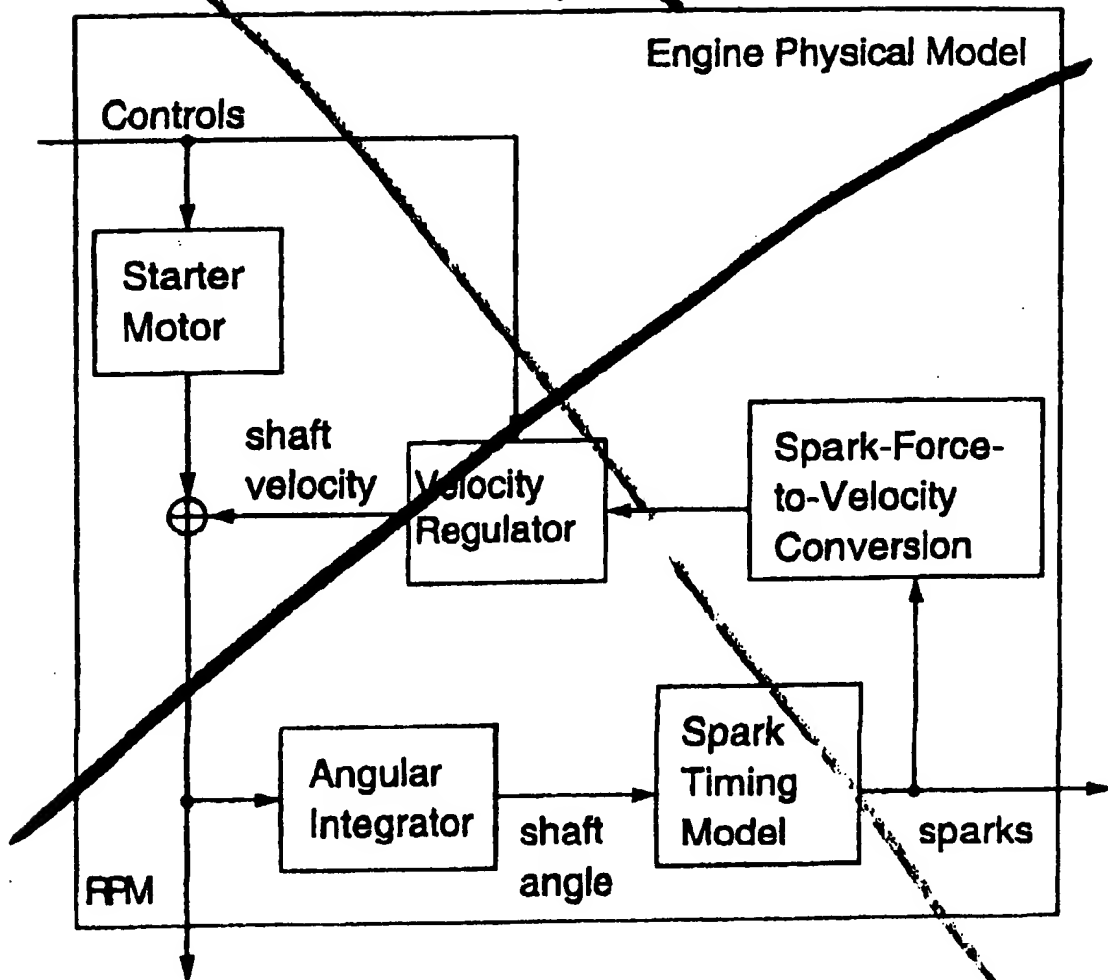 Engine Physical Model
Controls
Starter
Motor
shaft
velocity
Velocity
Regulator
Spark-Force-
to-Velocity
Conversion
Angular
Integrator
shaft
angle
Spark
Timing
Model
sparks
RPM